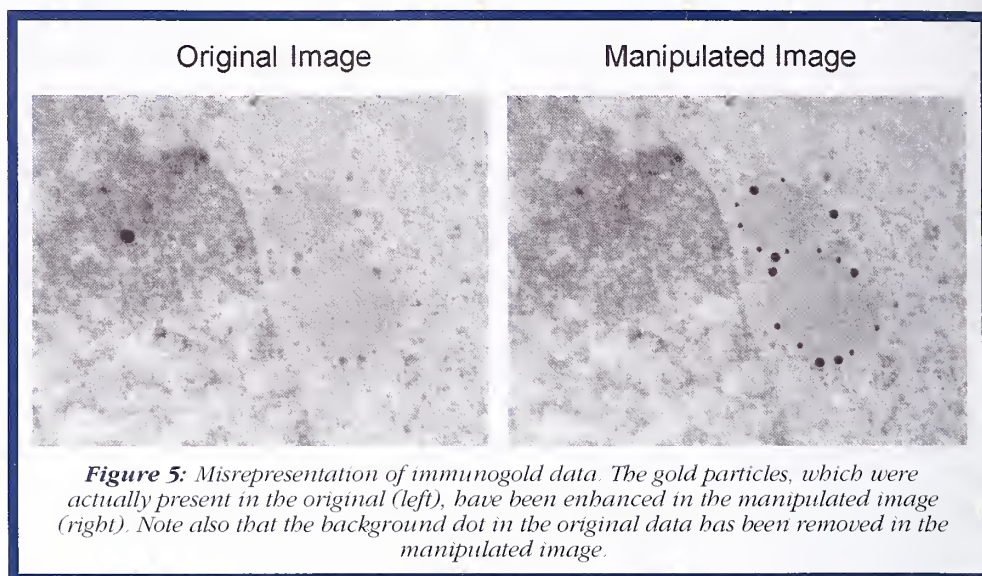 Original Image
Manipulated Image
Figure 5: Misrepresentation of immunogold data. The gold particles, which were
actually present in the original (left), have been enhanced in the manipulated image
(right). Note also that the background dot in the original data has been removed in the
manipulated image.